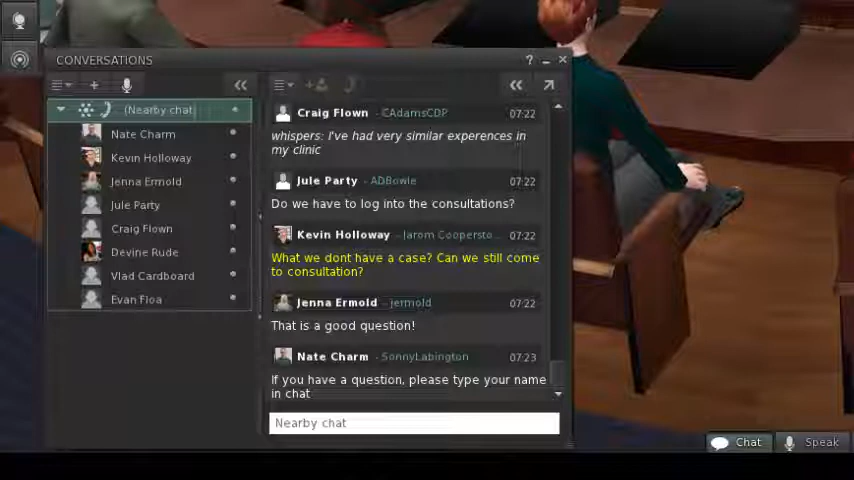 CONVERSATIONS
?
(Nearby chat
Nate Charm
Kevin Holloway
Jenna Ermold
Jule Party
Craig Flown
Devine Rude
Vlad Cardboard
Evan Floa
Craig Flown - CAdamsCDP 07:22
whispers: I've had very similar experences in
my clinic
Jule Party - ADBowie 07:22
Do we have to log into the consultations?
Kevin Holloway - Jarom Coopersto... 07:22
What we dont have a case? Can we still come
to consultation?
Jenna Ermold - jermold 07:22
That is a good question!
Nate Charm - SonnyLabington 07:23
If you have a question, please type your name
in chat
Nearby chat
Chat
Speak